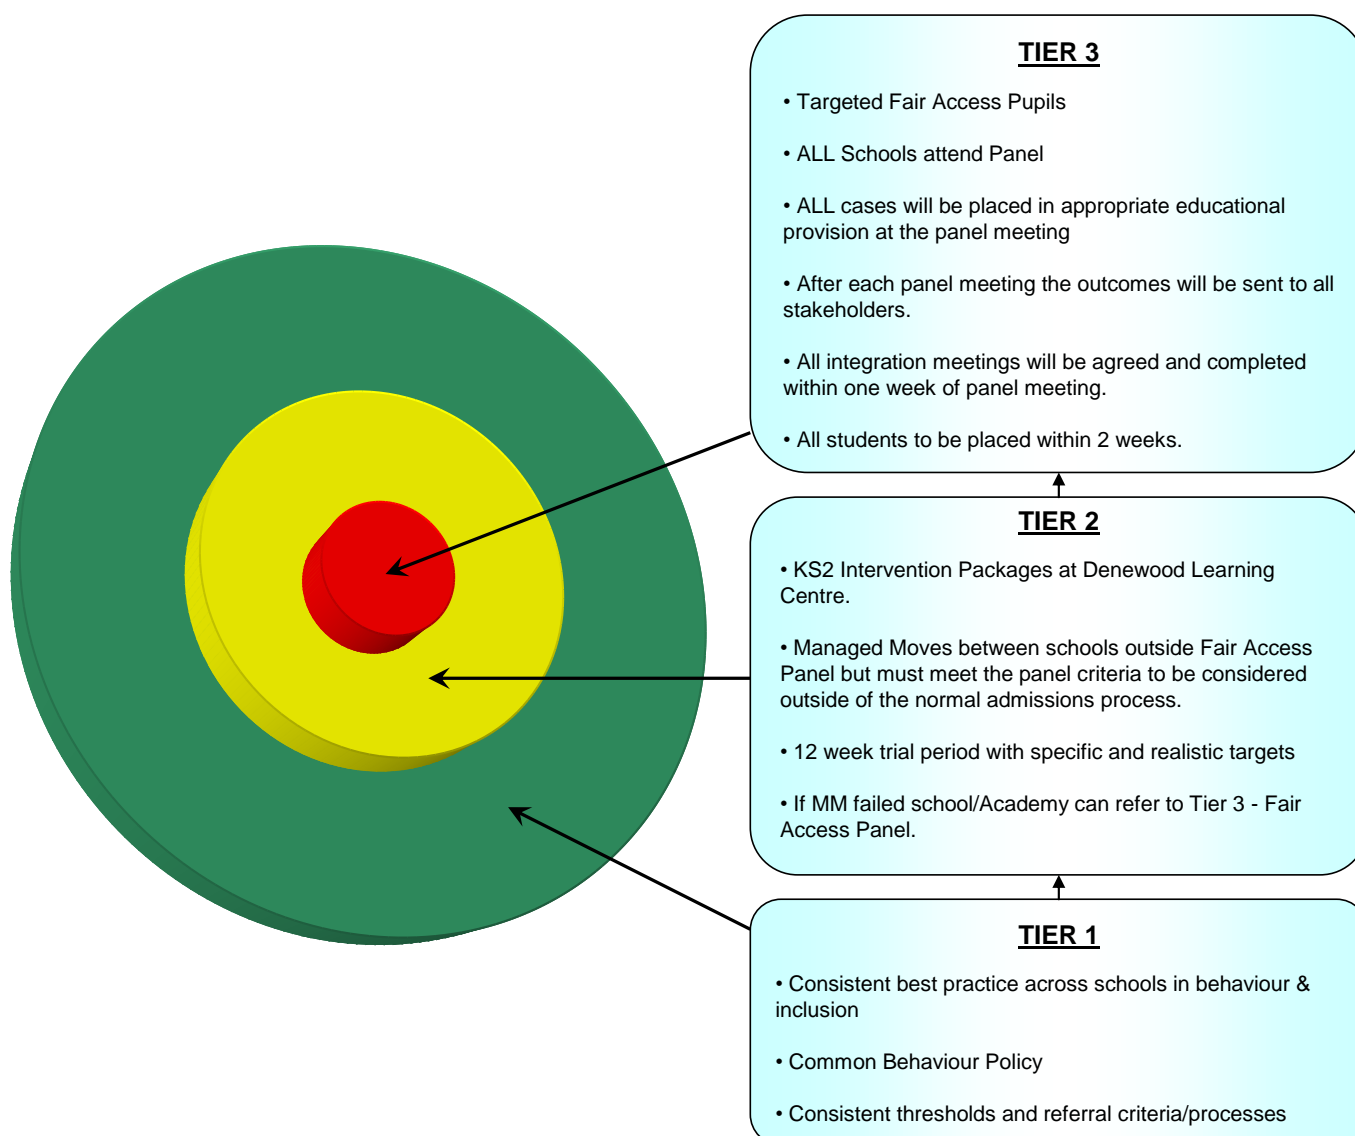 TIER 3
• Targeted Fair Access Pupils
• ALL Schools attend Panel
• ALL cases will be placed in appropriate educational
provision at the panel meeting
• After each panel meeting the outcomes will be sent to all
stakeholders.
• All integration meetings will be agreed and completed
within one week of panel meeting.
• All students to be placed within 2 weeks.
TIER 2
• KS2 Intervention Packages at Denewood Learning
Centre.
• Managed Moves between schools outside Fair Access
Panel but must meet the panel criteria to be considered
outside of the normal admissions process.
• 12 week trial period with specific and realistic targets
• If MM failed school/Academy can refer to Tier 3 - Fair
Access Panel.
TIER 1
• Consistent best practice across schools in behaviour &
inclusion
• Common Behaviour Policy
• Consistent thresholds and referral criteria/processes